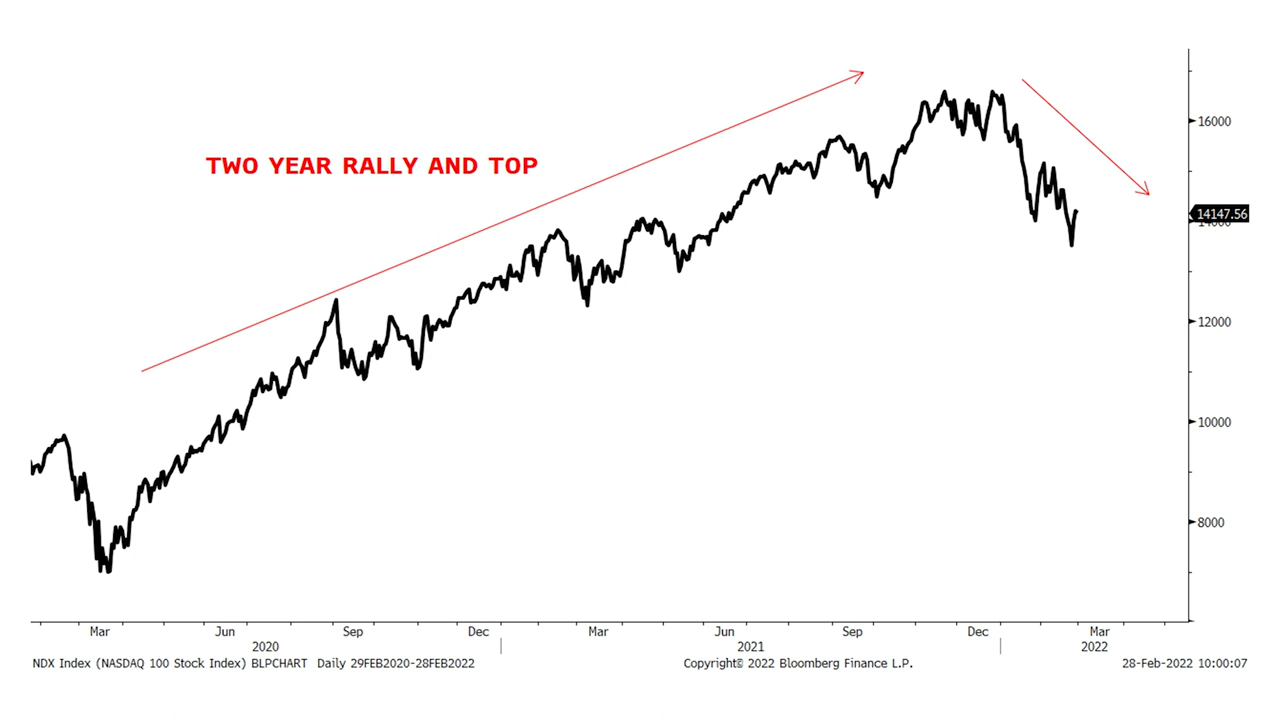 TWO YEAR RALLY AND TOP
16000
14147.56
14000
12000
10000
8000
Mar Jun Sep Dec Mar Jun Sep Dec Mar
2020 2021 2022
NDX Index (NASDAQ 100 Stock Index) BLPCHART Daily 29FEB2020-28FEB2022 Copyright© 2022 Bloomberg Finance L.P. 28-Feb-2022 10:00:07